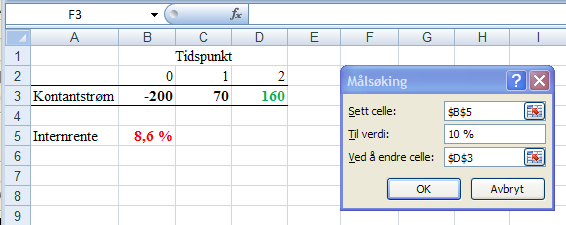 F3 fx
A B C D E F G H I
1 Tidspunkt
2 0 1 2
3 Kontantstrøm -200 70 160
4
5 Internrente 8,6 %
6
7
8
9
Målsøking ?
Sett celle: $B$5
Til verdi: 10 %
Ved å endre celle: $D$3
OK Avbryt